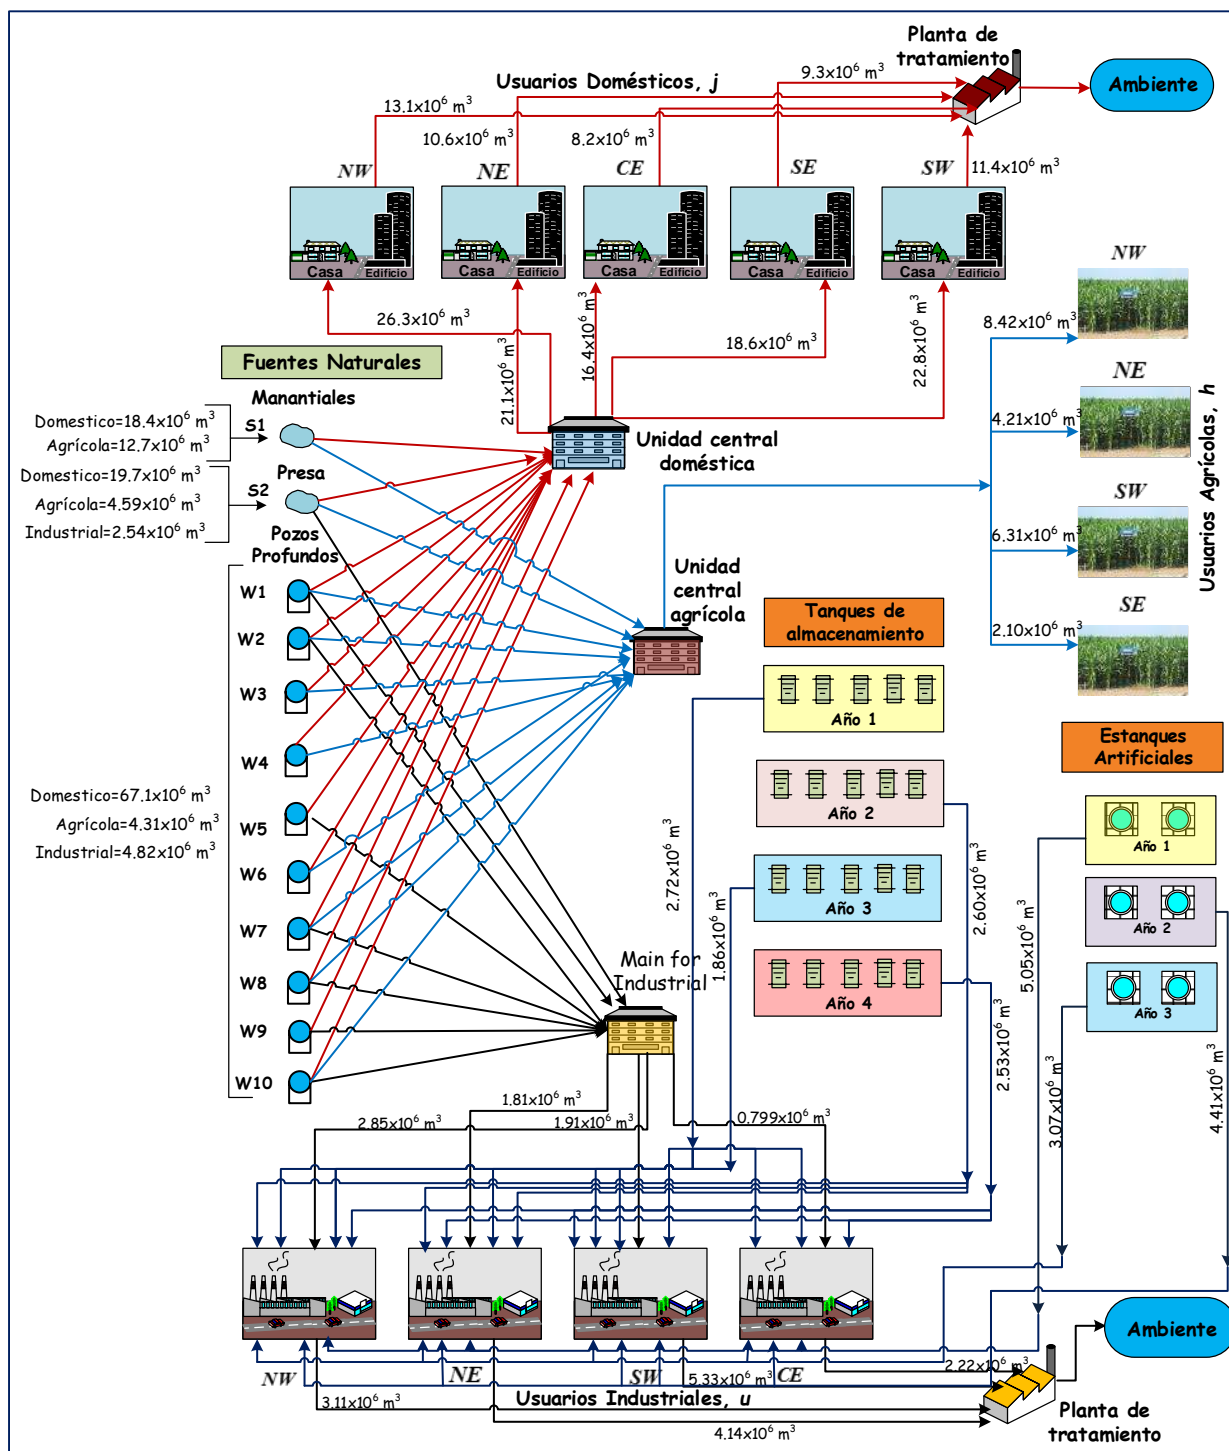 Planta de
tratamiento
Ambiente
Usuarios Domésticos, j
9.3x10⁶ m³
13.1x10⁶ m³
10.6x10⁶ m³
8.2x10⁶ m³
11.4x10⁶ m³
NW
NE
CE
SE
SW
Casa Edificio
Casa Edificio
Casa Edificio
Casa Edificio
Casa Edificio
26.3x10⁶ m³
21.1x10⁶ m³
16.4x10⁶ m³
18.6x10⁶ m³
22.8x10⁶ m³
Fuentes Naturales
Manantiales
S1
Domestico=18.4x10⁶ m³
Agrícola=12.7x10⁶ m³
Presa
S2
Domestico=19.7x10⁶ m³
Agrícola=4.59x10⁶ m³
Industrial=2.54x10⁶ m³
Pozos
Profundos
W1
W2
W3
W4
W5
W6
W7
W8
W9
W10
Domestico=67.1x10⁶ m³
Agrícola=4.31x10⁶ m³
Industrial=4.82x10⁶ m³
Unidad central
doméstica
Unidad
central
agrícola
Main for
Industrial
NW
8.42x10⁶ m³
NE
4.21x10⁶ m³
SW
6.31x10⁶ m³
SE
2.10x10⁶ m³
Usuarios Agrícolas, h
Tanques de
almacenamiento
Año 1
Año 2
Año 3
Año 4
2.72x10⁶ m³
1.86x10⁶ m³
2.60x10⁶ m³
2.53x10⁶ m³
Estanques
Artificiales
Año 1
Año 2
Año 3
5.05x10⁶ m³
3.07x10⁶ m³
4.41x10⁶ m³
1.81x10⁶ m³
2.85x10⁶ m³
1.91x10⁶ m³
0.799x10⁶ m³
NW
NE
SW
CE
Usuarios Industriales, u
3.11x10⁶ m³
4.14x10⁶ m³
5.33x10⁶ m³
2.22x10⁶ m³
Ambiente
Planta de
tratamiento